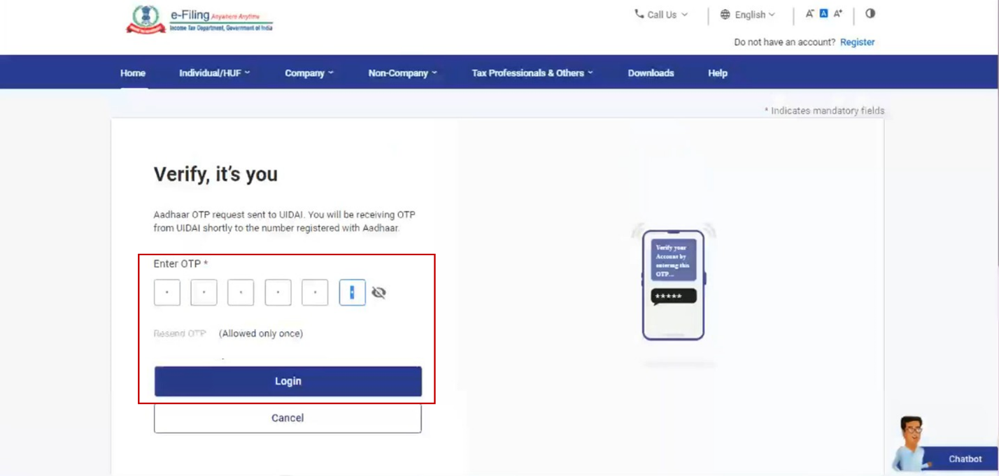 e-Filing Anywhere Anytime
Income Tax Department, Government of India
Call Us
English
A- A A+
Do not have an account? Register
Home Individual/HUF Company Non-Company Tax Professionals & Others Downloads Help
* Indicates mandatory fields
Verify, it's you
Aadhaar OTP request sent to UIDAI. You will be receiving OTP
from UIDAI shortly to the number registered with Aadhaar.
Enter OTP *
Resend OTP (Allowed only once)
Login
Cancel
Verify your
Account by
entering this
OTP...
*****
Chatbot